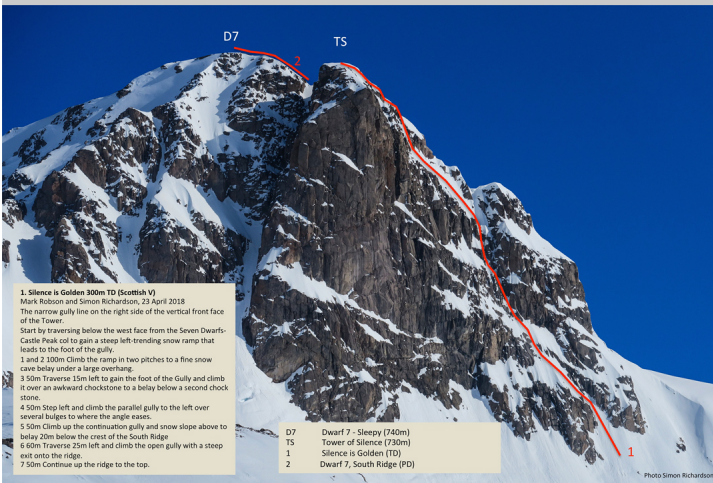 D7
TS
2
1. Silence is Golden 300m TD (Scottish V)
Mark Robson and Simon Richardson, 23 April 2018
The narrow gully line on the right side of the vertical front face
of the Tower.
Start by traversing below the west face from the Seven Dwarfs-
Castle Peak col to gain a steep left-trending snow ramp that
leads to the foot of the gully.
1 and 2 100m Climb the ramp in two pitches to a fine snow
cave belay under a large overhang.
3 50m Traverse 15m left to gain the foot of the Gully and climb
it over an awkward chockstone to a belay below a second chock
stone.
4 50m Step left and climb the parallel gully to the left over
several bulges to where the angle eases.
5 50m Climb up the continuation gully and snow slope above to
belay 20m below the crest of the South Ridge
6 60m Traverse 25m left and climb the open gully with a steep
exit onto the ridge.
7 50m Continue up the ridge to the top.
D7 Dwarf 7 - Sleepy (740m)
TS Tower of Silence (730m)
1 Silence is Golden (TD)
2 Dwarf 7, South Ridge (PD)
1
Photo Simon Richardson